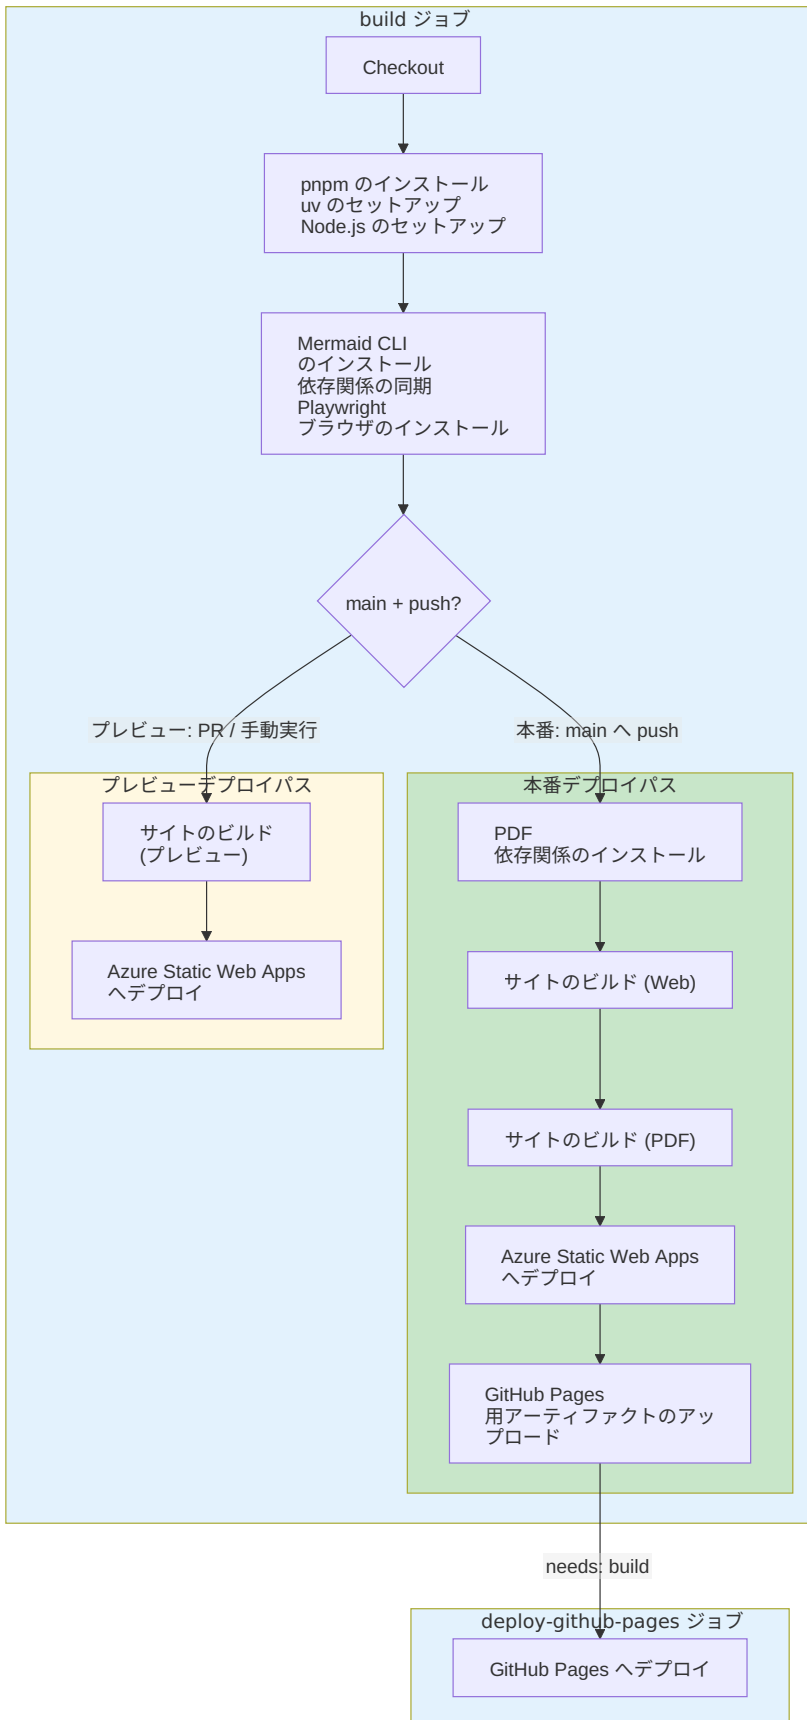 build ジョブ
Checkout
pnpm のインストール
uv のセットアップ
Node.js のセットアップ
Mermaid CLI
のインストール
依存関係の同期
Playwright
ブラウザのインストール
main + push?
プレビュー: PR / 手動実行
本番: main へ push
プレビューデプロイパス
サイトのビルド
(プレビュー)
Azure Static Web Apps
へデプロイ
本番デプロイパス
PDF
依存関係のインストール
サイトのビルド (Web)
サイトのビルド (PDF)
Azure Static Web Apps
へデプロイ
GitHub Pages
用アーティファクトのアッ
プロード
needs: build
deploy-github-pages ジョブ
GitHub Pages へデプロイ